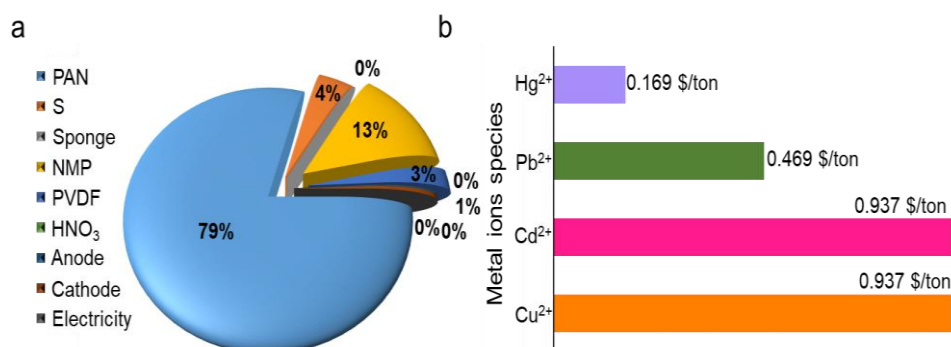 a
PAN
S
Sponge
NMP
PVDF
HNO₃
Anode
Cathode
Electricity
0%
4%
13%
3%
0%
1%
0%
0%
79%
b
Metal ions species
Hg²⁺
0.169 $/ton
Pb²⁺
0.469 $/ton
0.937 $/ton
Cd²⁺
0.937 $/ton
Cu²⁺